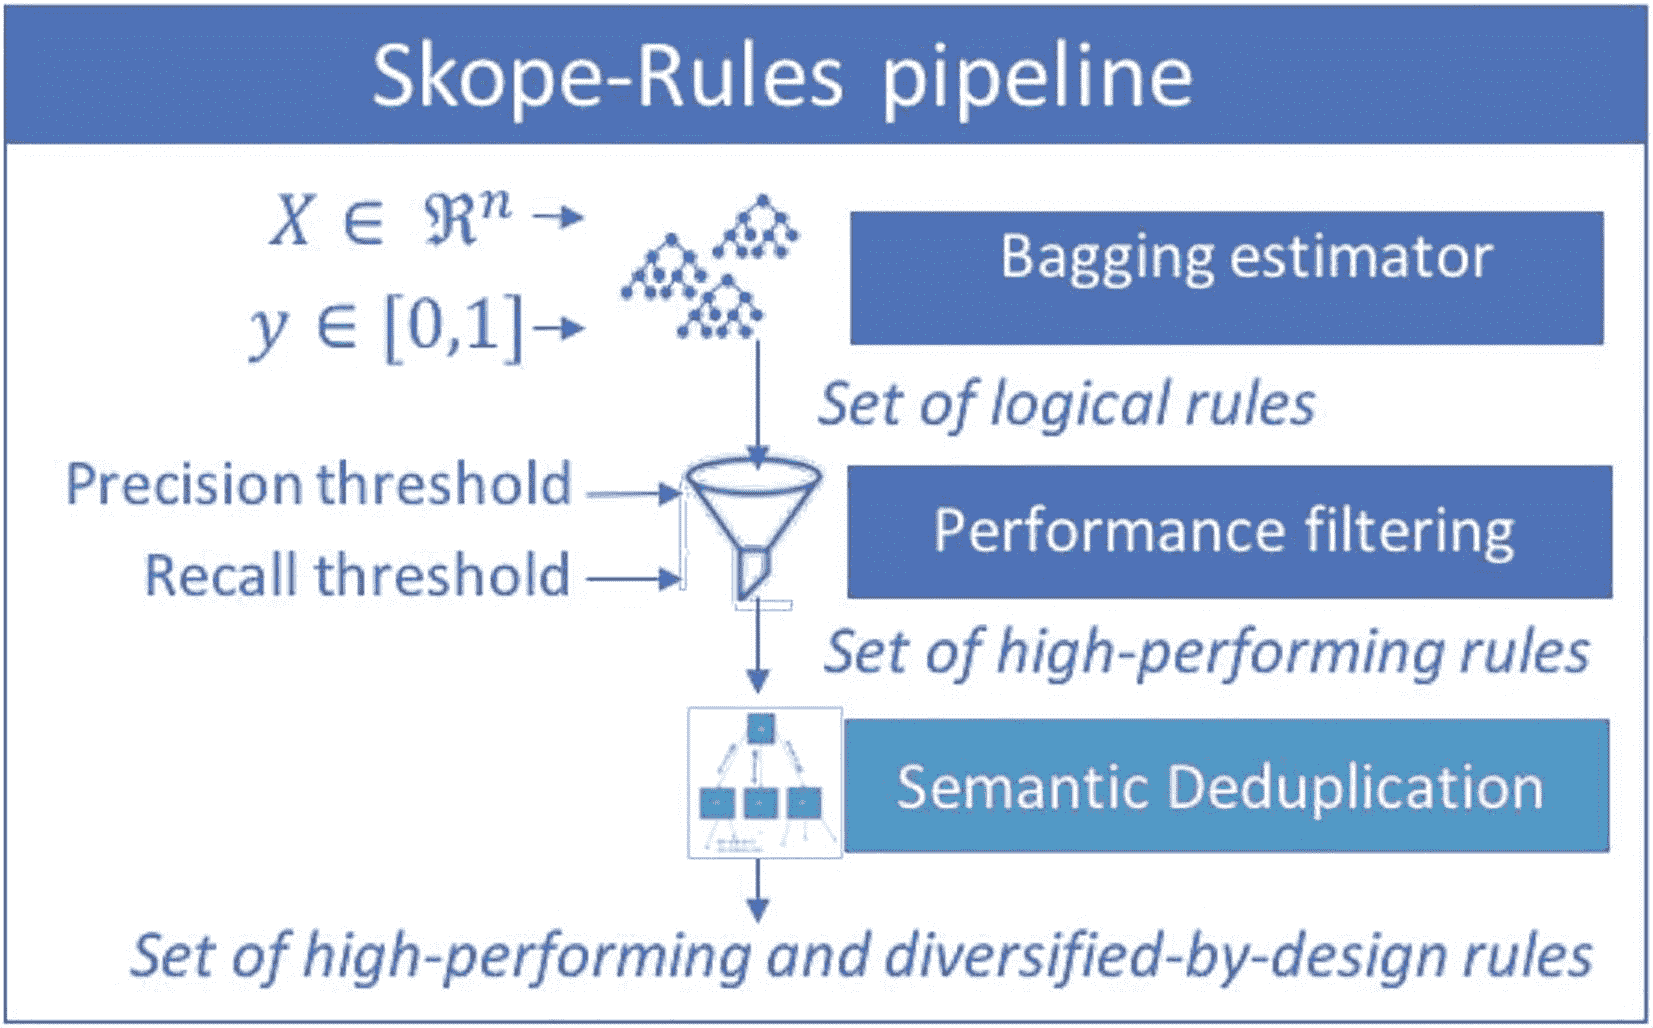 Skope-Rules pipeline
X ∈ ℜⁿ
y ∈ [0,1]
Bagging estimator
Set of logical rules
Precision threshold
Recall threshold
Performance filtering
Set of high-performing rules
Semantic Deduplication
Set of high-performing and diversified-by-design rules